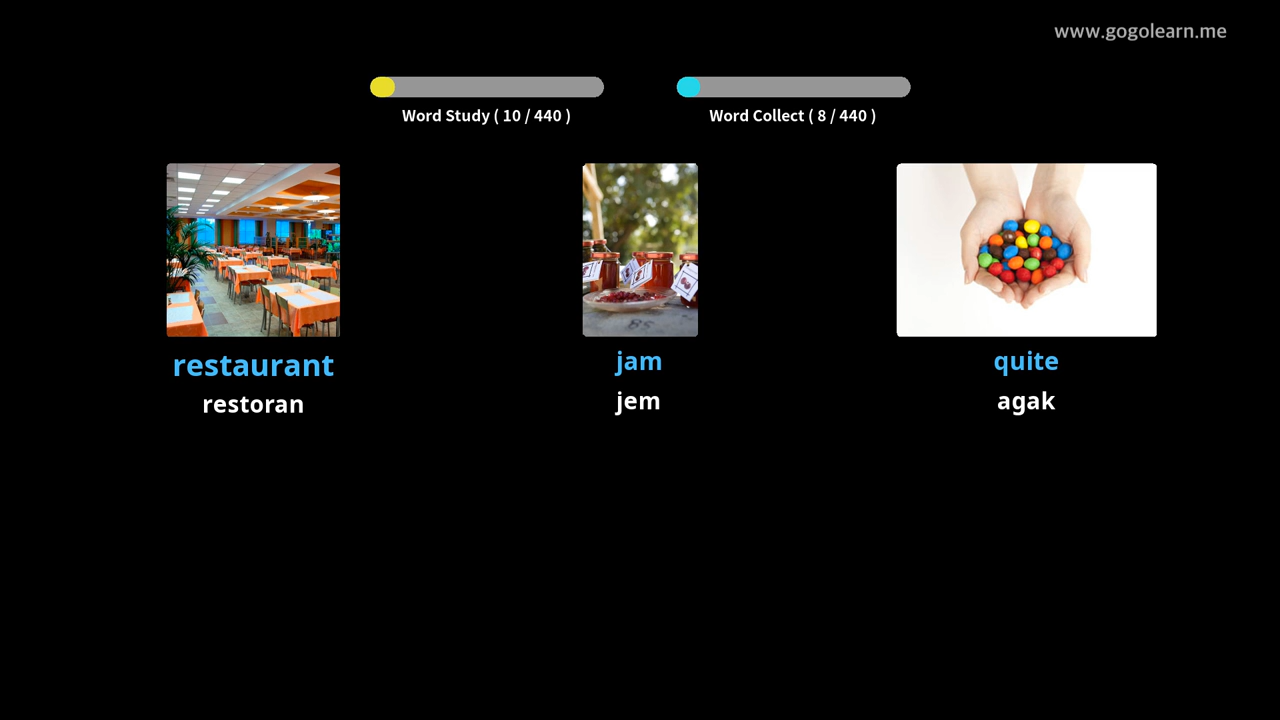 www.gogolearn.me
Word Study ( 10 / 440 )
Word Collect ( 8 / 440 )
restaurant
restoran
jam
jem
quite
agak